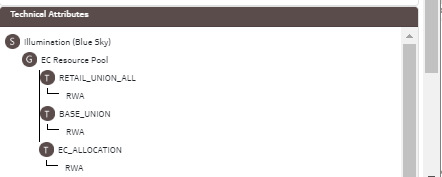 Technical Attributes
S Illumination (Blue Sky)
G EC Resource Pool
T RETAIL_UNION_ALL
RWA
T BASE_UNION
RWA
T EC_ALLOCATION
RWA